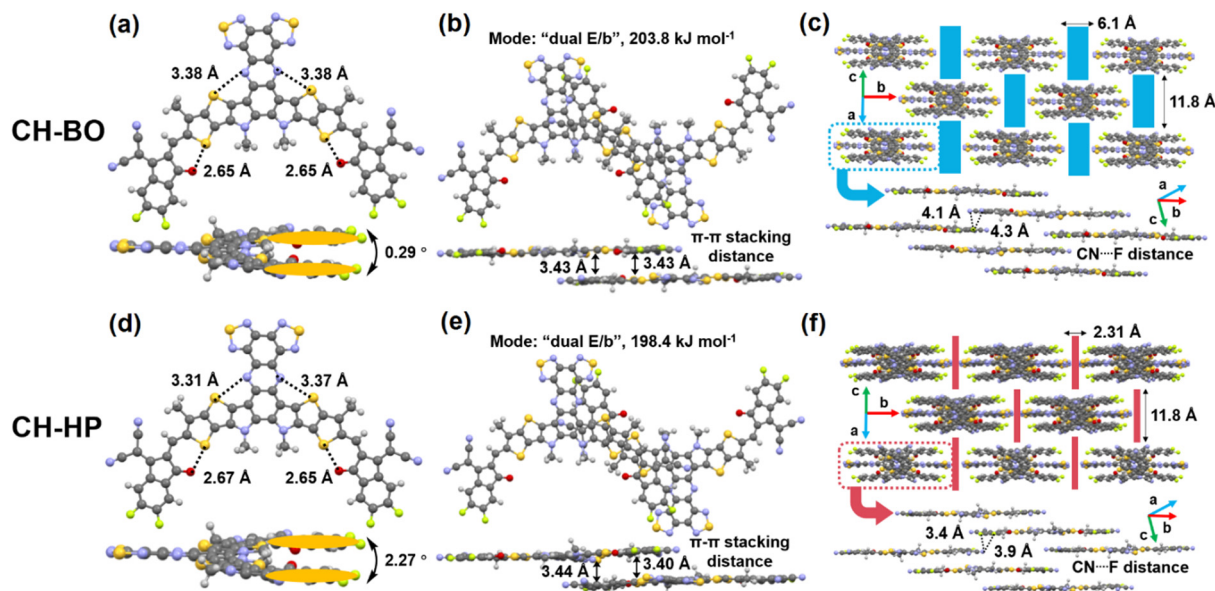 (a)
3.38 Å
3.38 Å
2.65 Å
2.65 Å
0.29 °
CH-BO
(b)
Mode: “dual E/b”, 203.8 kJ mol-1
π-π stacking
distance
3.43 Å
3.43 Å
(c)
6.1 Å
c
b
a
11.8 Å
4.1 Å
4.3 Å
a
b
c
CN····F distance
(d)
3.31 Å
3.37 Å
2.67 Å
2.65 Å
2.27 °
CH-HP
(e)
Mode: “dual E/b”, 198.4 kJ mol-1
π-π stacking
distance
3.44 Å
3.40 Å
(f)
2.31 Å
c
b
a
11.8 Å
3.4 Å
3.9 Å
a
b
c
CN····F distance